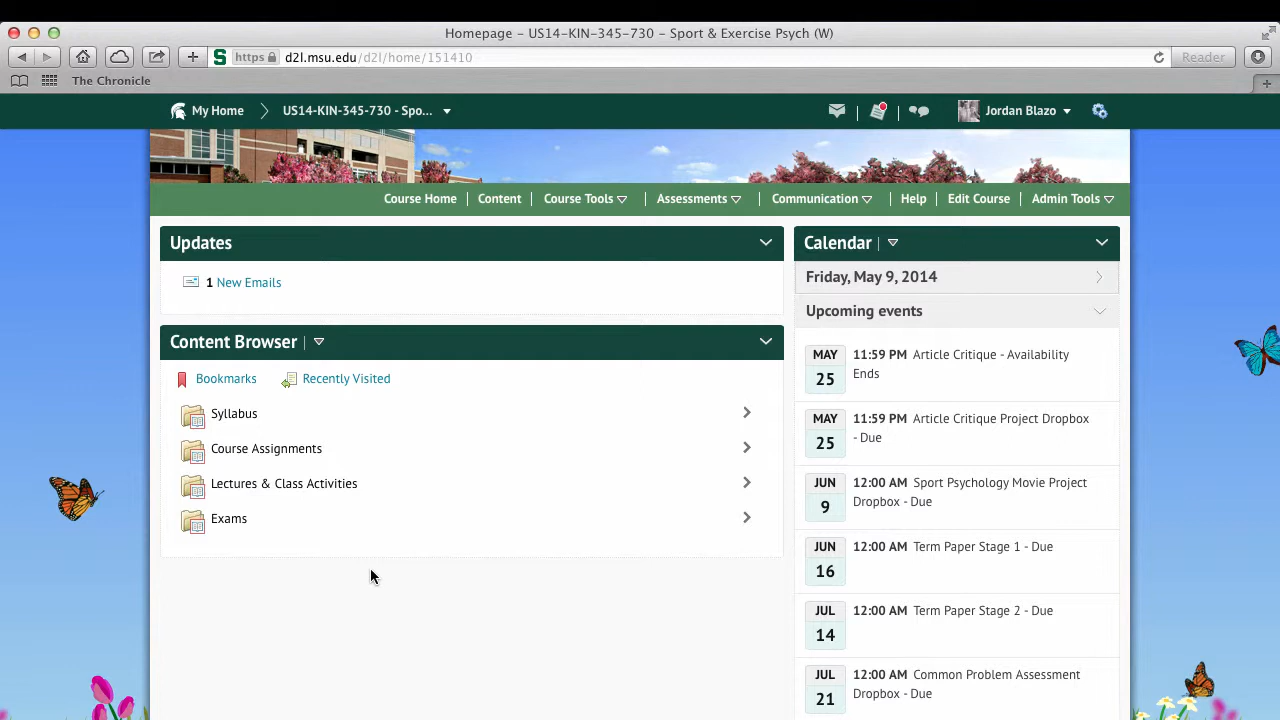 Homepage – US14-KIN-345-730 – Sport & Exercise Psych (W)
https d2l.msu.edu/d2l/home/151410 Reader
The Chronicle
My Home US14-KIN-345-730 - Spo... Jordan Blazo
Course Home Content Course Tools Assessments Communication Help Edit Course Admin Tools
Updates
1 New Emails
Content Browser
Bookmarks Recently Visited
Syllabus
Course Assignments
Lectures & Class Activities
Exams
Calendar
Friday, May 9, 2014
Upcoming events
MAY 25
11:59 PM Article Critique - Availability
Ends
MAY 25
11:59 PM Article Critique Project Dropbox
- Due
JUN 9
12:00 AM Sport Psychology Movie Project
Dropbox - Due
JUN 16
12:00 AM Term Paper Stage 1 - Due
JUL 14
12:00 AM Term Paper Stage 2 - Due
JUL 21
12:00 AM Common Problem Assessment
Dropbox - Due